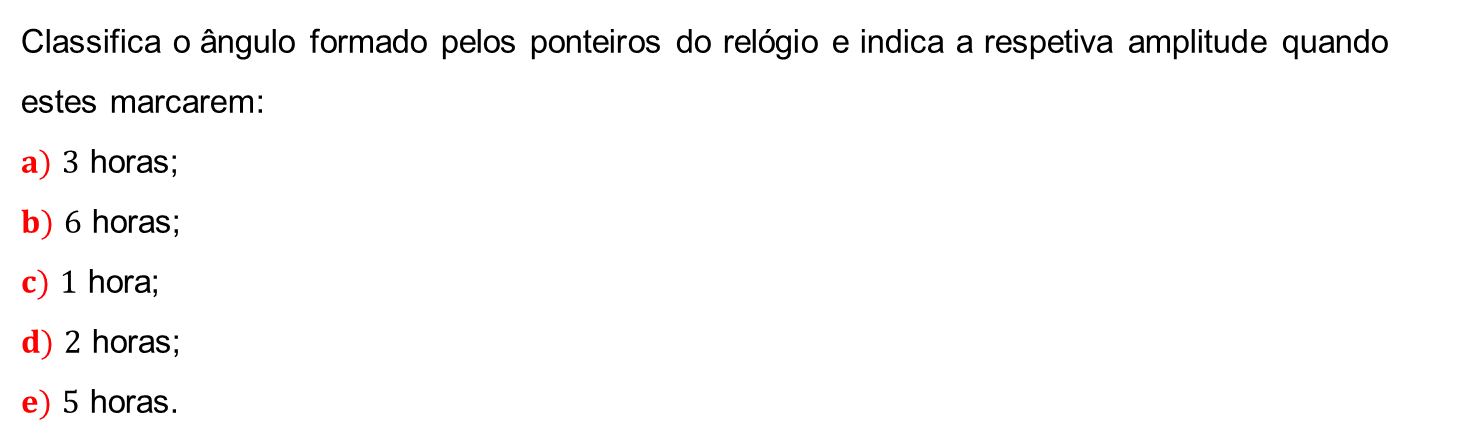 Classifica o ângulo formado pelos ponteiros do relógio e indica a respetiva amplitude quando
estes marcarem:
a) 3 horas;
b) 6 horas;
c) 1 hora;
d) 2 horas;
e) 5 horas.